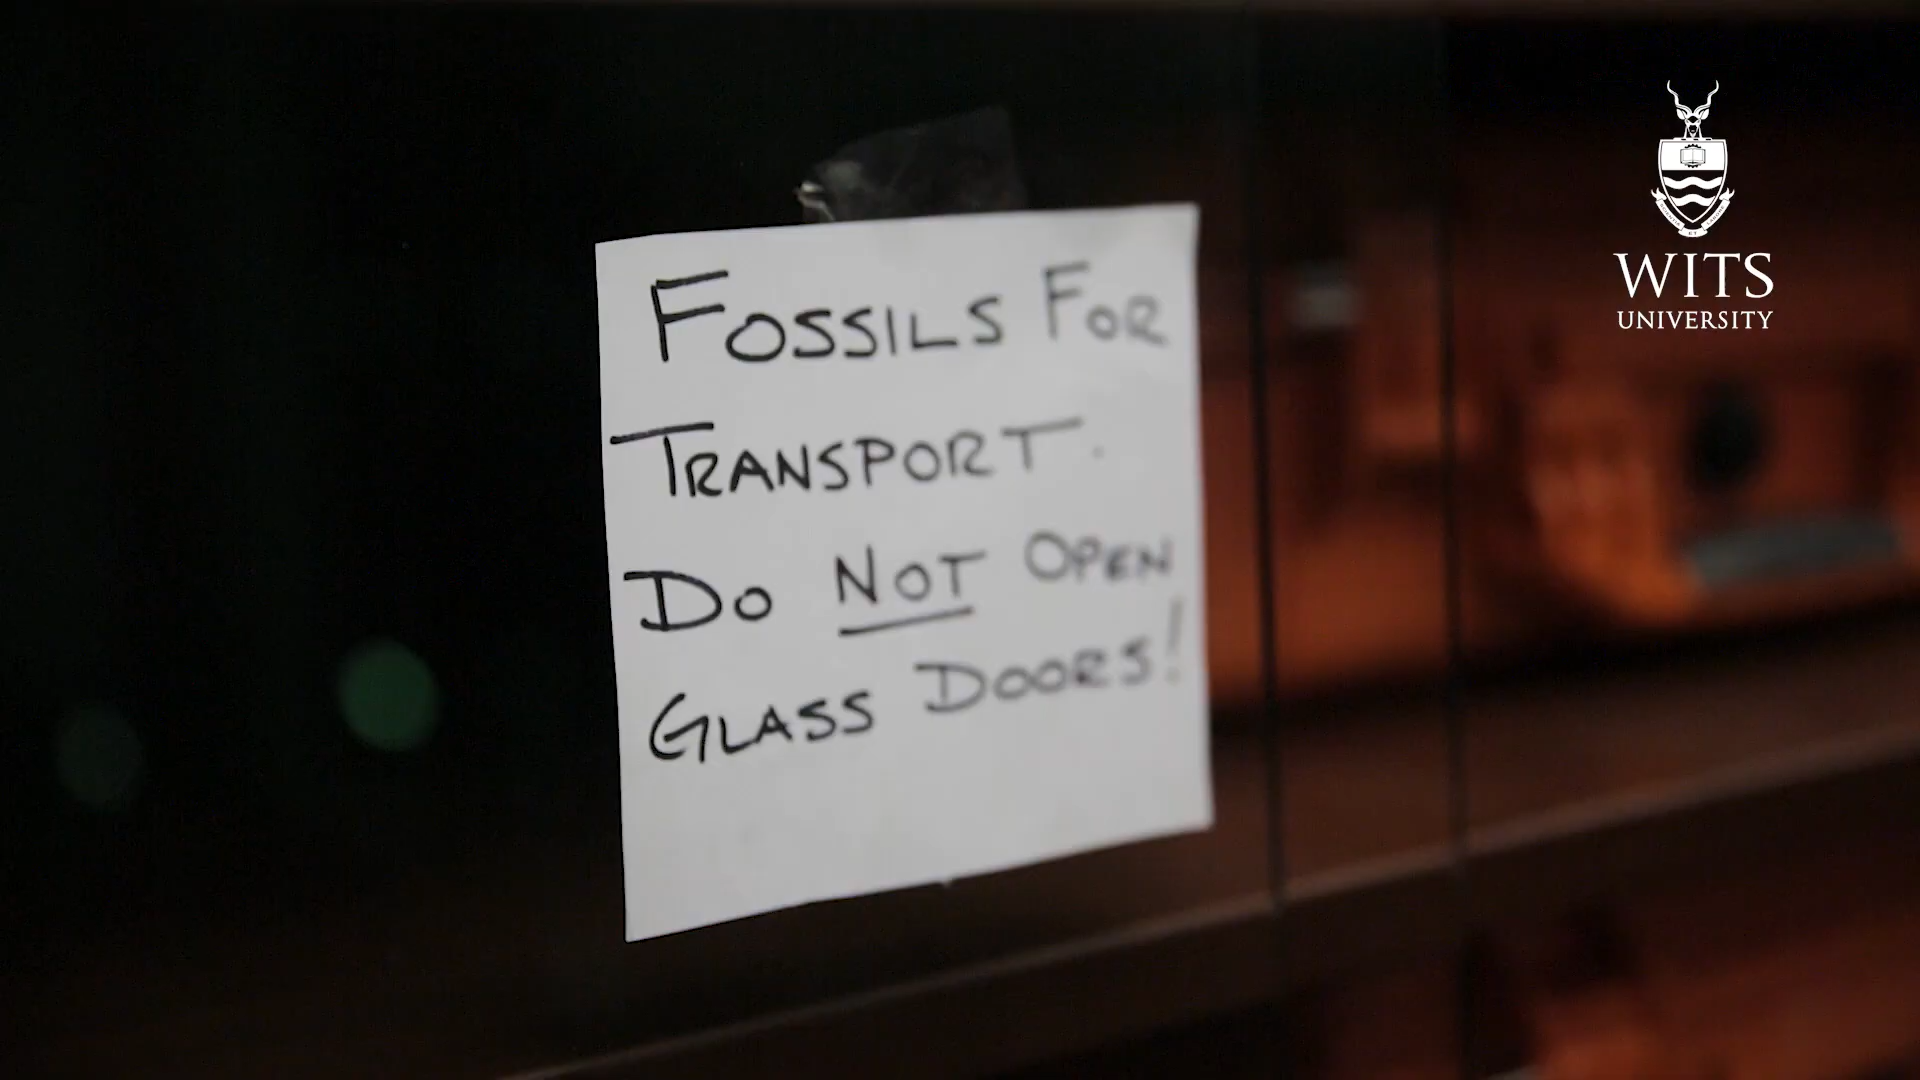 FOSSILS FOR
TRANSPORT.
DO NOT OPEN
GLASS DOORS!
WITS
UNIVERSITY